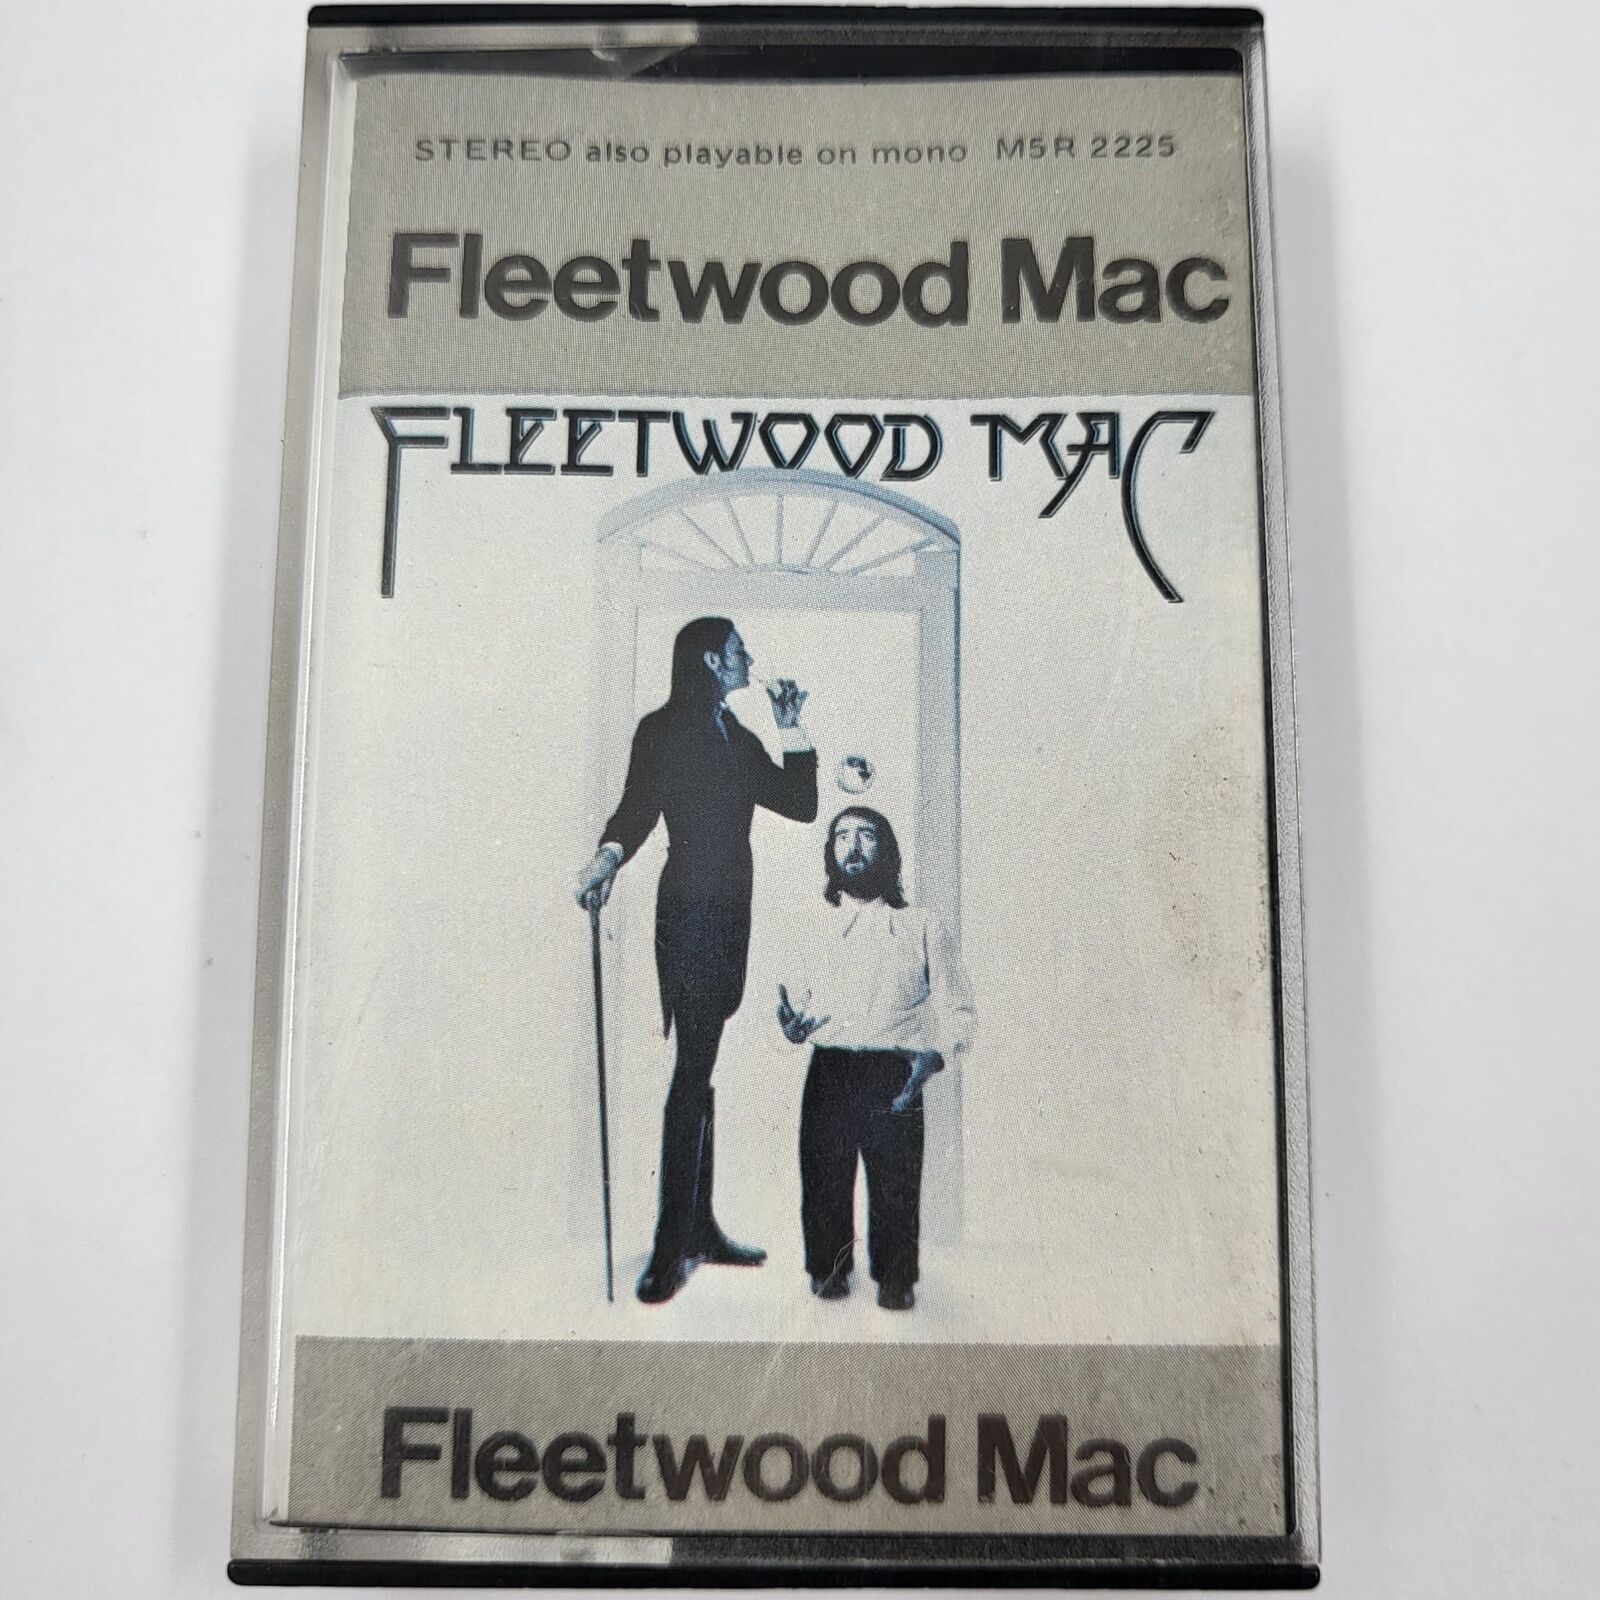 STEREO also playable on mono M5R 2225
Fleetwood Mac
FLEETWOOD MAC
Fleetwood Mac